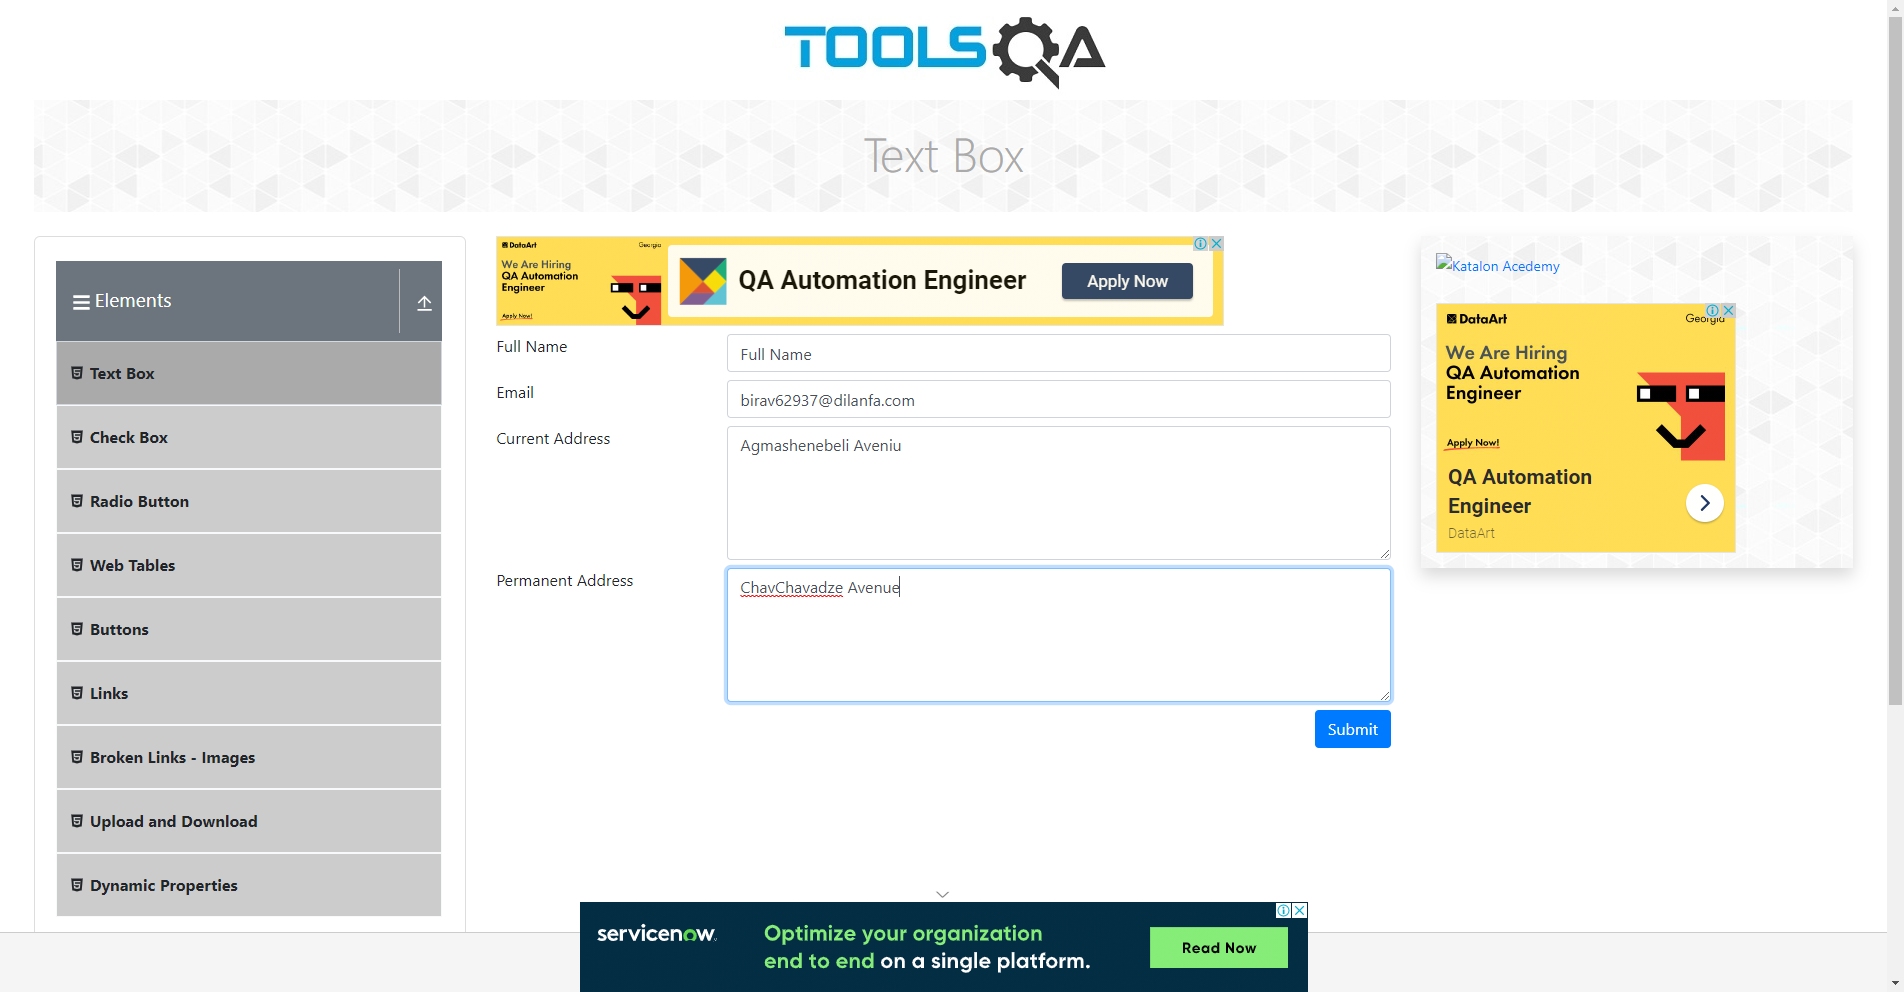 TOOLSQA
Text Box
Elements
Text Box
Check Box
Radio Button
Web Tables
Buttons
Links
Broken Links - Images
Upload and Download
Dynamic Properties
DataArt
Georgia
We Are Hiring
QA Automation
Engineer
Apply Now!
QA Automation Engineer
Apply Now
Full Name
Full Name
Email
birav62937@dilanfa.com
Current Address
Agmashenebeli Aveniu
Permanent Address
ChavChavadze Avenue
Submit
Katalon Acedemy
DataArt
Georgia
We Are Hiring
QA Automation
Engineer
Apply Now!
QA Automation
Engineer
DataArt
servicenow
Optimize your organization
end to end on a single platform.
Read Now